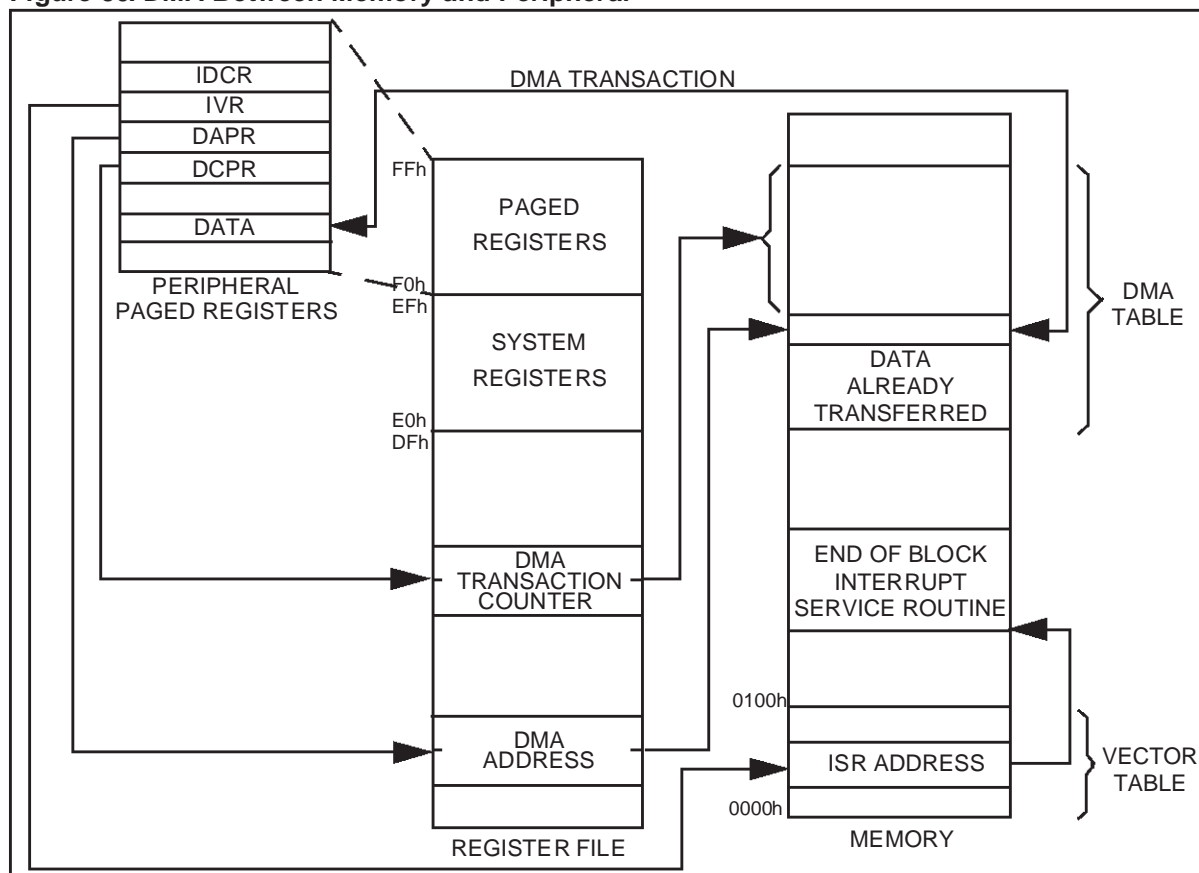 DMA TRANSACTION
IDCR
IVR
DAPR
DCPR
DATA
PERIPHERAL
PAGED REGISTERS
FFh
PAGED
REGISTERS
F0h
EFh
SYSTEM
REGISTERS
E0h
DFh
DMA
TRANSACTION
COUNTER
DMA
ADDRESS
REGISTER FILE
DATA
ALREADY
TRANSFERRED
DMA
TABLE
END OF BLOCK
INTERRUPT
SERVICE ROUTINE
0100h
ISR ADDRESS
0000h
VECTOR
TABLE
MEMORY